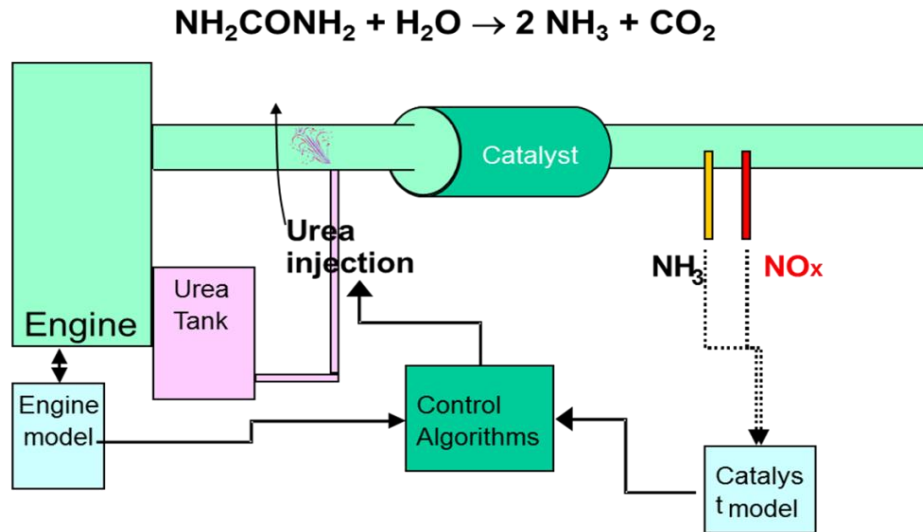 NH₂CONH₂ + H₂O → 2 NH₃ + CO₂
Catalyst
Urea
injection
NH₃
NOx
Urea
Tank
Engine
Engine
model
Control
Algorithms
Catalys
t model